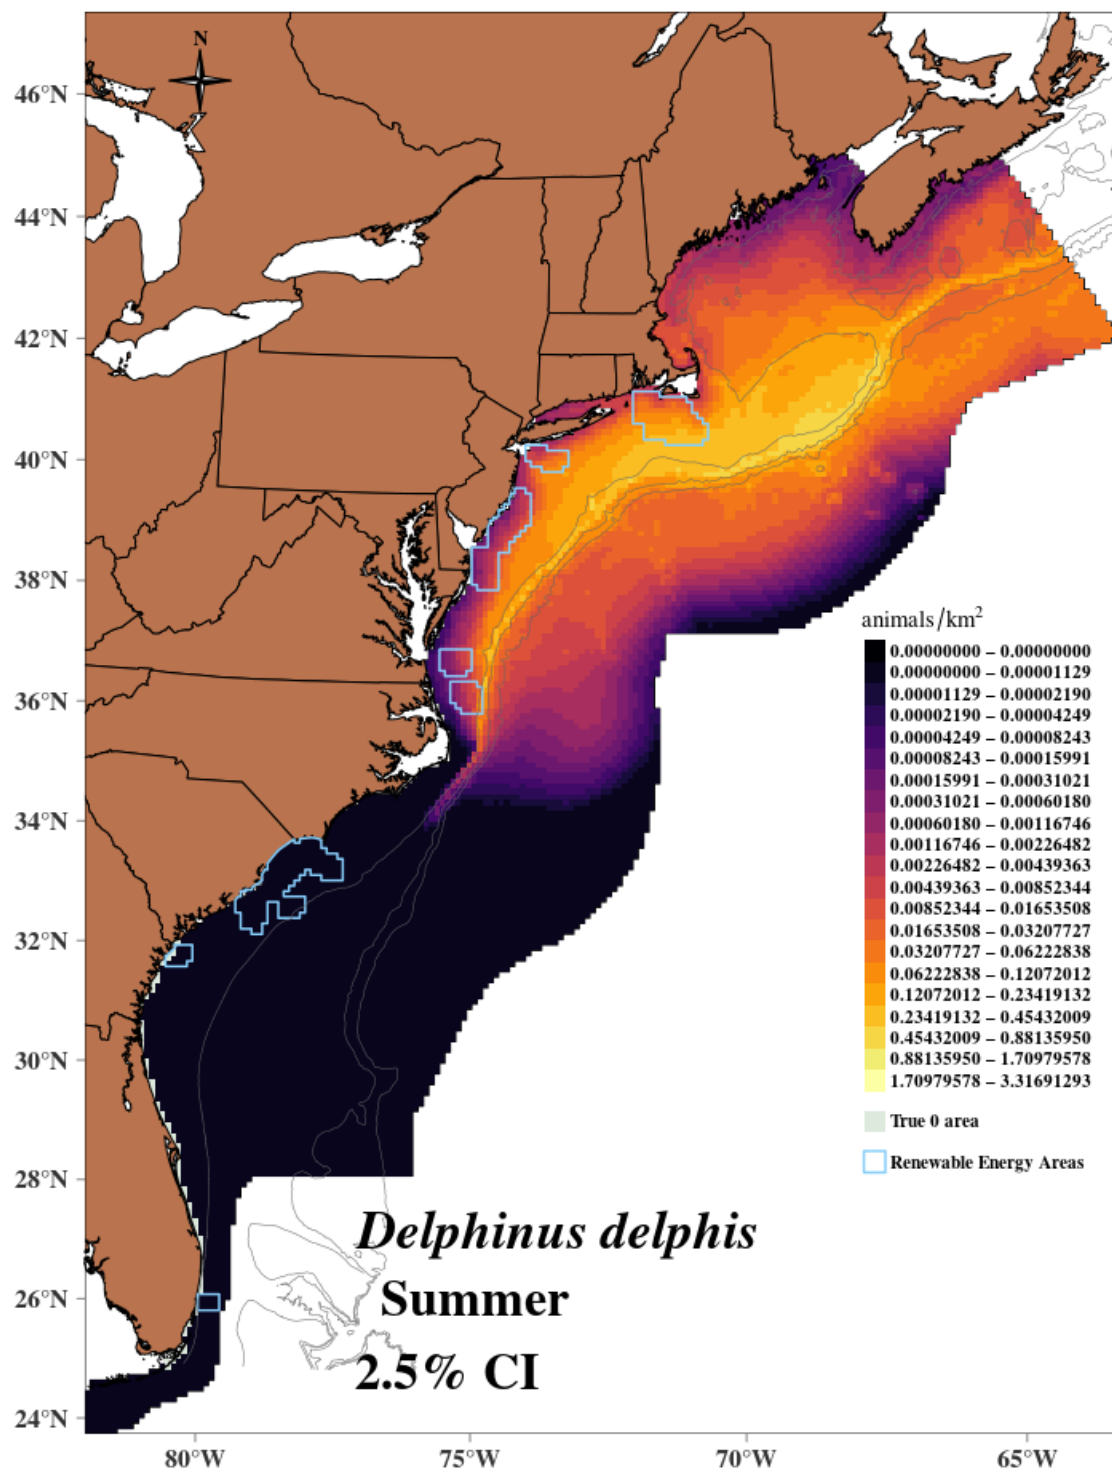 N
46°N
44°N
42°N
40°N
38°N
36°N
34°N
32°N
30°N
28°N
26°N
24°N
80°W
75°W
70°W
65°W
animals/km²
0.00000000 – 0.00000000
0.00000000 – 0.00001129
0.00001129 – 0.00002190
0.00002190 – 0.00004249
0.00004249 – 0.00008243
0.00008243 – 0.00015991
0.00015991 – 0.00031021
0.00031021 – 0.00060180
0.00060180 – 0.00116746
0.00116746 – 0.00226482
0.00226482 – 0.00439363
0.00439363 – 0.00852344
0.00852344 – 0.01653508
0.01653508 – 0.03207727
0.03207727 – 0.06222838
0.06222838 – 0.12072012
0.12072012 – 0.23419132
0.23419132 – 0.45432009
0.45432009 – 0.88135950
0.88135950 – 1.70979578
1.70979578 – 3.31691293
True 0 area
Renewable Energy Areas
Delphinus delphis
Summer
2.5% CI